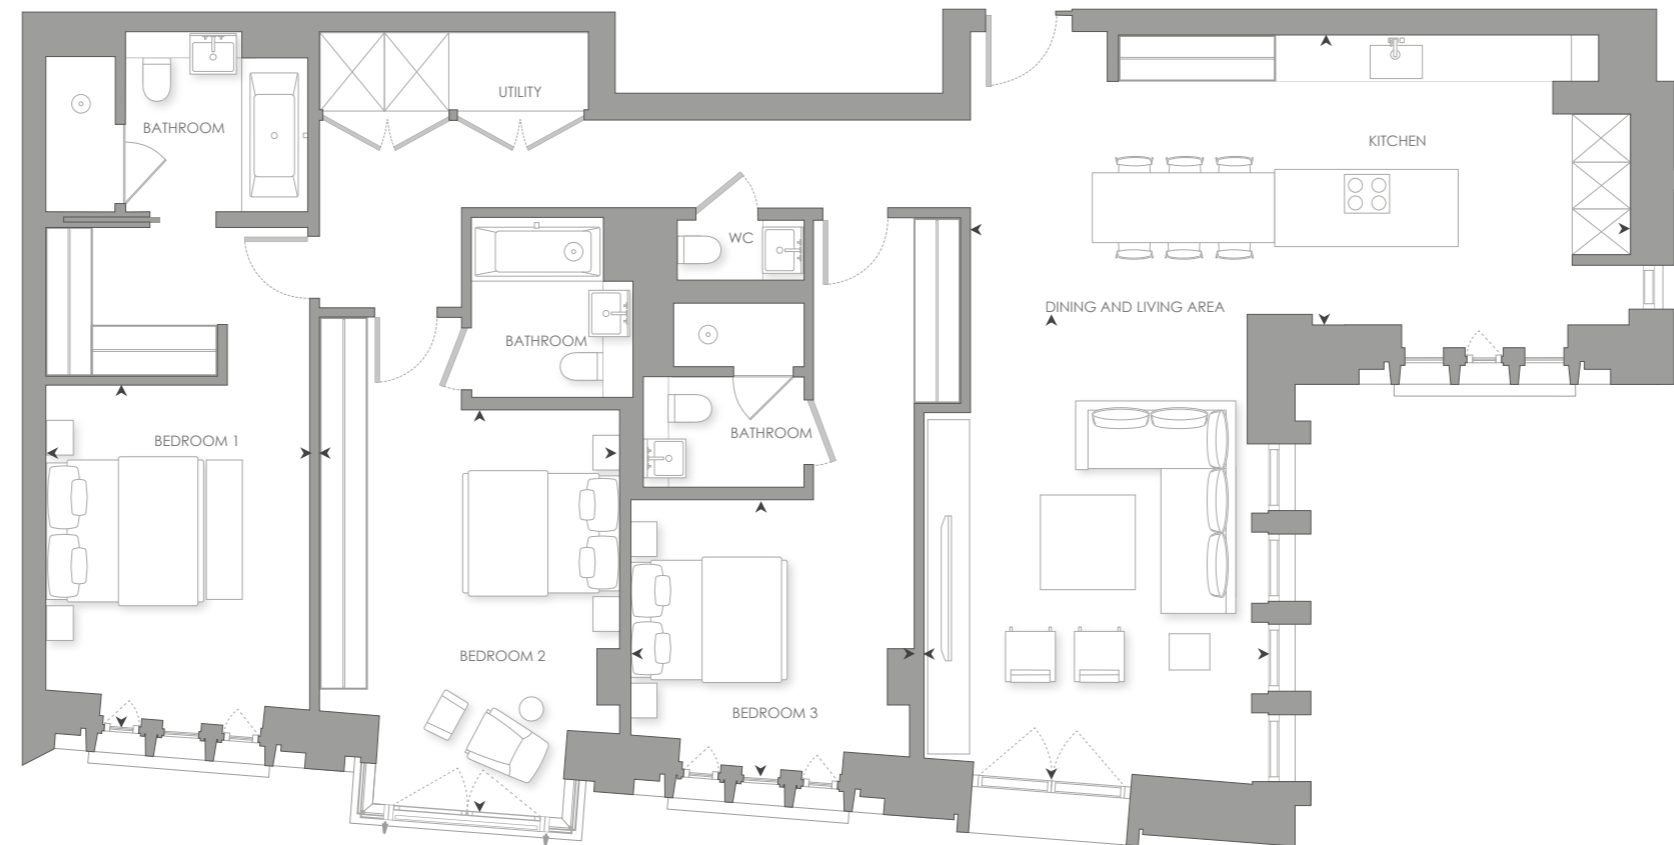 UTILITY
BATHROOM
KITCHEN
WC
DINING AND LIVING AREA
BATHROOM
BATHROOM
BEDROOM 1
BEDROOM 2
BEDROOM 3